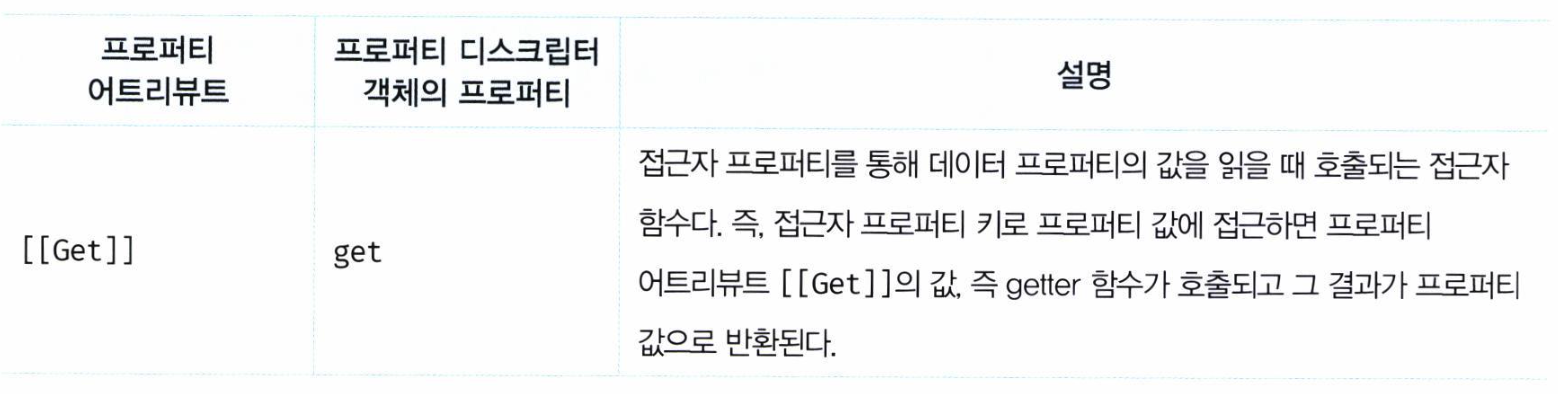 프로퍼티
어트리뷰트
프로퍼티 디스크립터
객체의 프로퍼티
설명
[[Get]]
get
접근자 프로퍼티를 통해 데이터 프로퍼티의 값을 읽을 때 호출되는 접근자
함수다. 즉, 접근자 프로퍼티 키로 프로퍼티 값에 접근하면 프로퍼티
어트리뷰트 [[Get]]의 값, 즉 getter 함수가 호출되고 그 결과가 프로퍼티
값으로 반환된다.